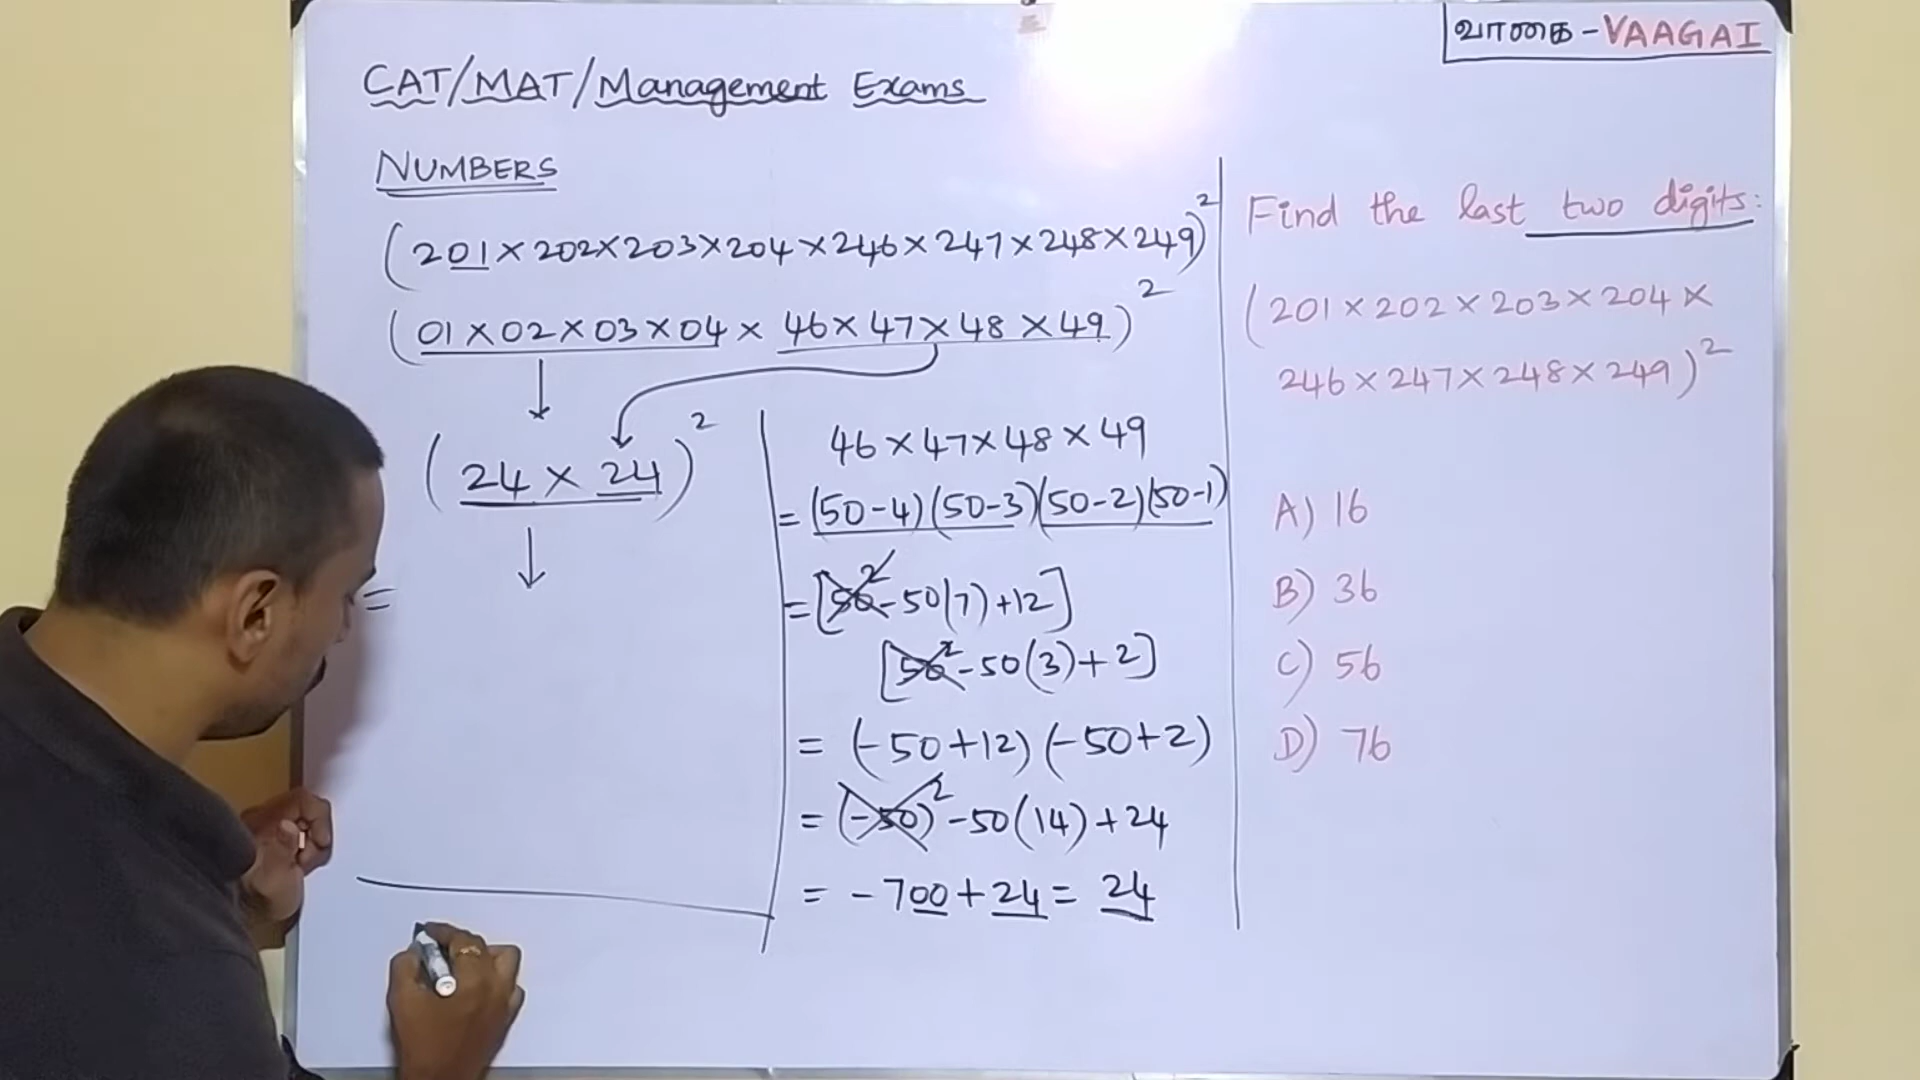 வாகை - VAAGAI
CAT/MAT/Management Exams
NUMBERS
(201 × 202 × 203 × 204 × 246 × 247 × 248 × 249)²
(01 × 02 × 03 × 04 × 46 × 47 × 48 × 49)²
(24 × 24)²
=
46 × 47 × 48 × 49
= (50-4)(50-3)(50-2)(50-1)
= [50² - 50(7) + 12]
[50² - 50(3) + 2]
= (-50+12)(-50+2)
= (-50)² - 50(14) + 24
= - 700 + 24 = 24
Find the last two digits:
(201 × 202 × 203 × 204 ×
246 × 247 × 248 × 249)²
A) 16
B) 36
C) 56
D) 76